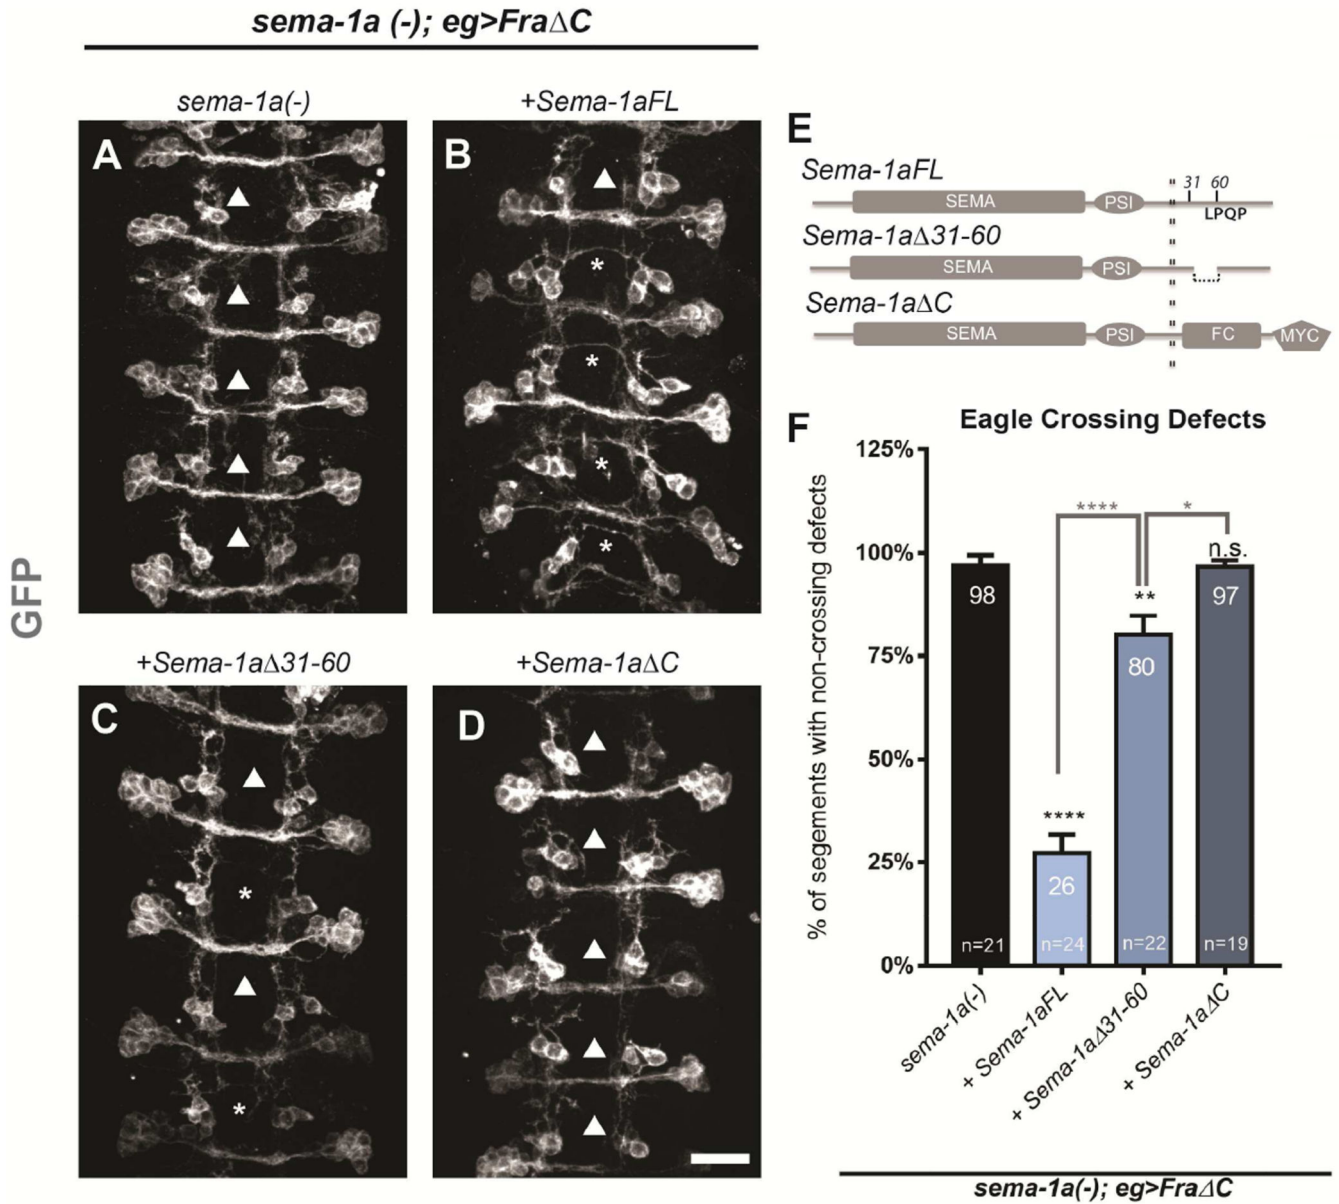 sema-1a (-); eg>FraΔC
sema-1a(-)
+Sema-1aFL
A
B
*
*
*
*
GFP
+Sema-1aΔ31-60
+Sema-1aΔC
C
D
*
*
E
Sema-1aFL
SEMA
PSI
31
60
LPQP
Sema-1aΔ31-60
SEMA
PSI
Sema-1aΔC
SEMA
PSI
FC
MYC
F
Eagle Crossing Defects
% of segements with non-crossing defects
125%
100%
75%
50%
25%
0%
****
*
n.s.
**
****
98
26
80
97
n=21
n=24
n=22
n=19
sema-1a(-)
+ Sema-1aFL
+ Sema-1aΔ31-60
+ Sema-1aΔC
sema-1a(-); eg>FraΔC